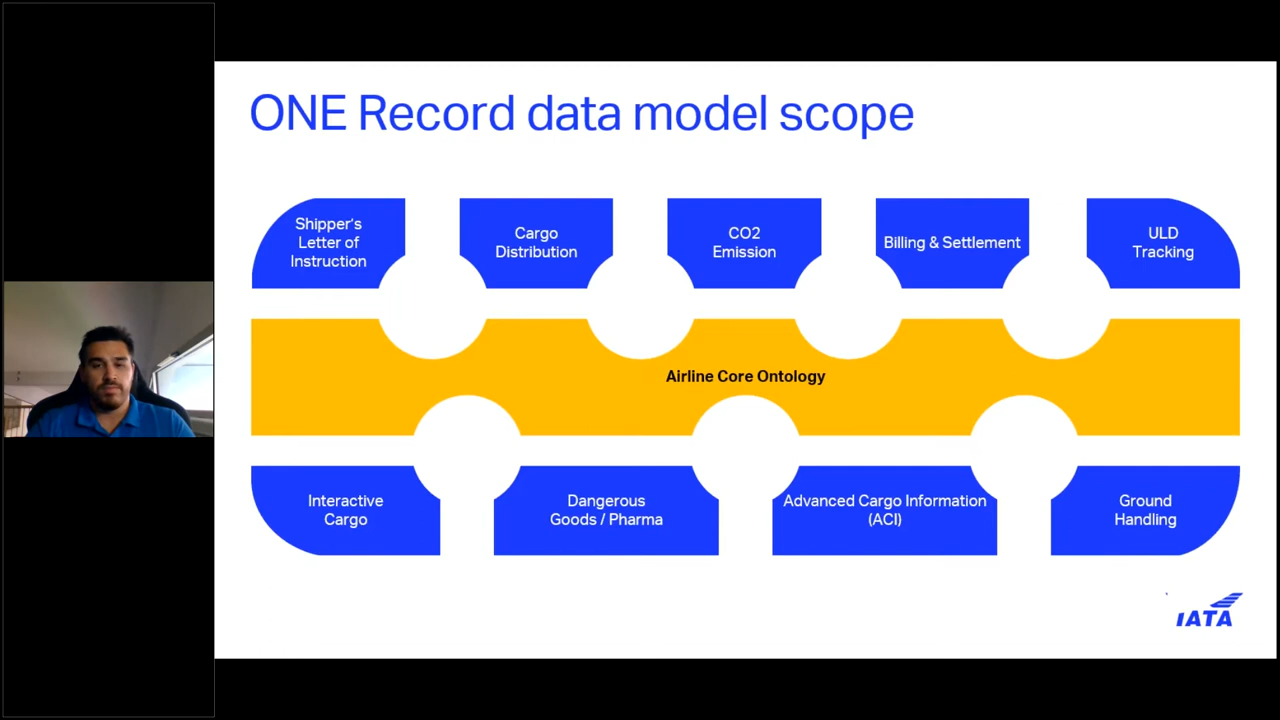 ONE Record data model scope
Shipper's
Letter of
Instruction
Cargo
Distribution
CO2
Emission
Billing & Settlement
ULD
Tracking
Airline Core Ontology
Interactive
Cargo
Dangerous
Goods / Pharma
Advanced Cargo Information
(ACI)
Ground
Handling
IATA